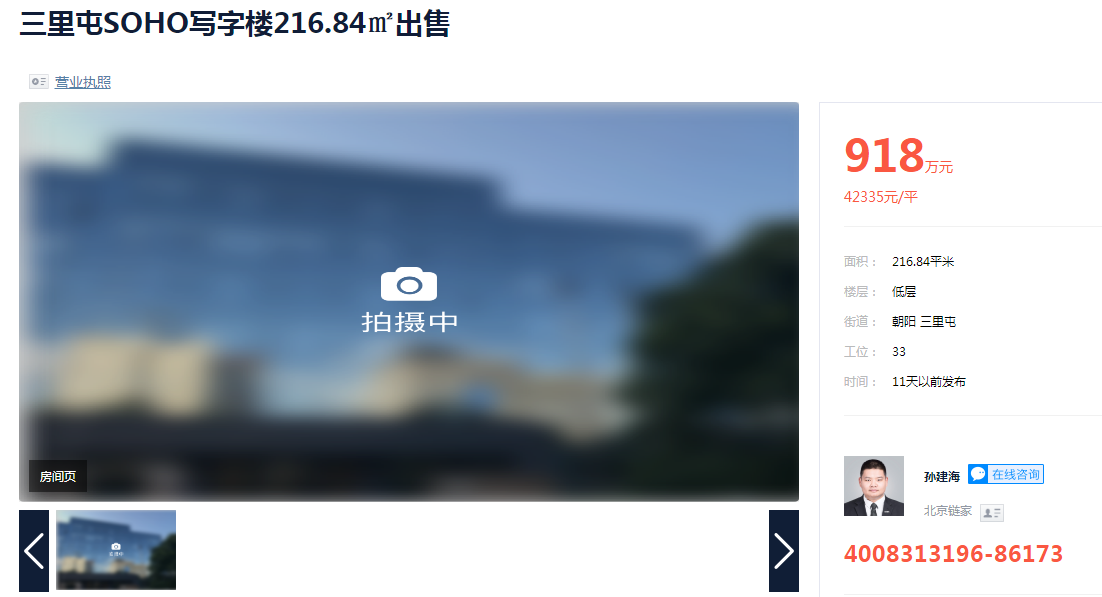 三里屯SOHO写字楼216.84㎡出售
营业执照
拍摄中
房间页
918万元
42335元/平
面积： 216.84平米
楼层： 低层
街道： 朝阳 三里屯
工位： 33
时间： 11天以前发布
孙建海 在线咨询
北京链家
4008313196-86173